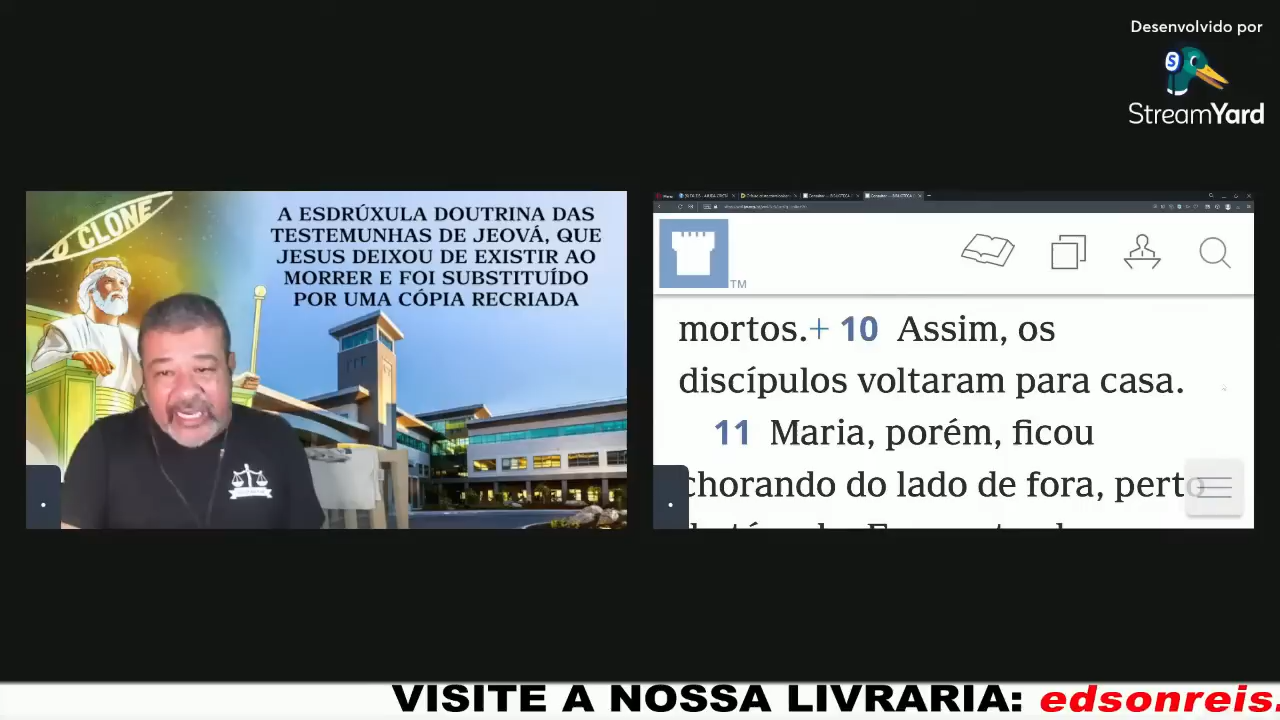 Desenvolvido por
StreamYard
O CLONE
A ESDRÚXULA DOUTRINA DAS
TESTEMUNHAS DE JEOVÁ, QUE
JESUS DEIXOU DE EXISTIR AO
MORRER E FOI SUBSTITUÍDO
POR UMA CÓPIA RECRIADA
TM
mortos.+ 10 Assim, os
discípulos voltaram para casa.
11 Maria, porém, ficou
chorando do lado de fora, perto
VISITE A NOSSA LIVRARIA: edsonreis.